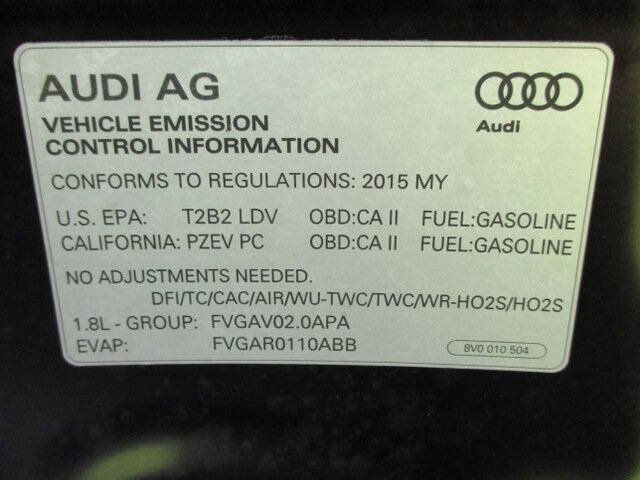 AUDI AG
Audi
VEHICLE EMISSION
CONTROL INFORMATION
CONFORMS TO REGULATIONS: 2015 MY
U.S. EPA: T2B2 LDV OBD:CA II FUEL:GASOLINE
CALIFORNIA: PZEV PC OBD:CA II FUEL:GASOLINE
NO ADJUSTMENTS NEEDED.
DFI/TC/CAC/AIR/WU-TWC/TWC/WR-HO2S/HO2S
1.8L - GROUP: FVGAV02.0APA
EVAP: FVGAR0110ABB
8V0 010 504